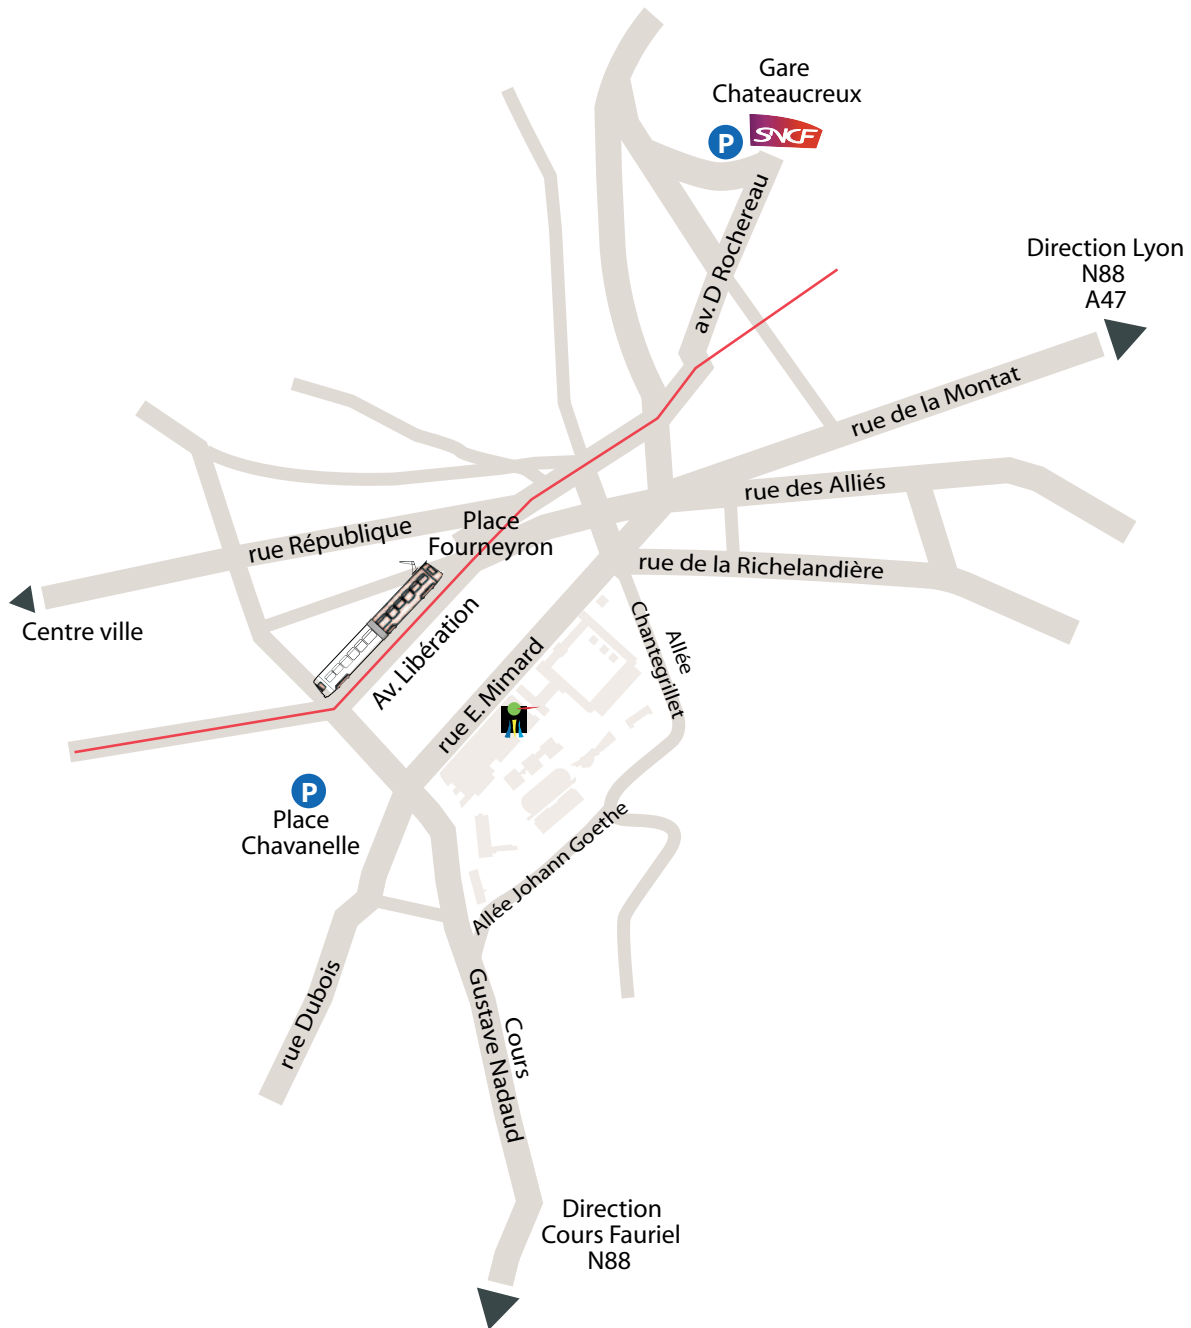 Gare
Chateaucreux
P
SNCF
av. D Rochereau
Direction Lyon
N88
A47
rue de la Montat
rue des Alliés
rue République
Place
Fourneyron
rue de la Richelandière
Centre ville
Av. Libération
rue E. Mimard
Allée
Chantegrillet
P
Place
Chavanelle
Allée Johann Goethe
rue Dubois
Cours
Gustave Nadaud
Direction
Cours Fauriel
N88